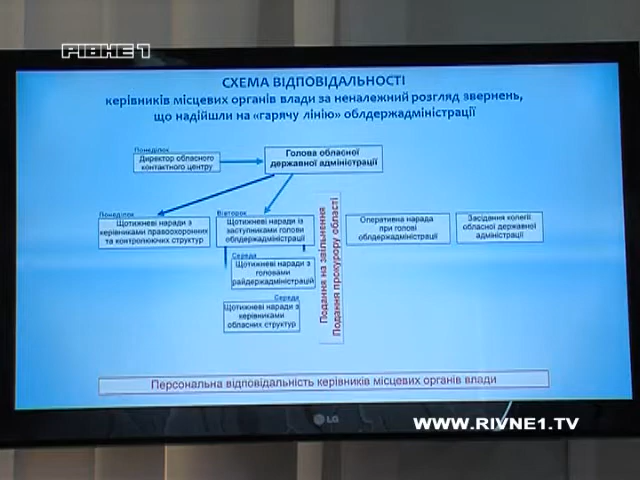 РІВНЕ 1
СХЕМА ВІДПОВІДАЛЬНОСТІ
керівників місцевих органів влади за неналежний розгляд звернень,
що надійшли на «гарячу лінію» облдержадміністрації
Понеділок
Директор обласного
контактного центру
Голова обласної
державної адміністрації
Понеділок
Щотижневі наради з
керівниками правоохоронних
та контролюючих структур
Вівторок
Щотижневі наради із
заступниками голови
облдержадміністрації
Середа
Щотижневі наради з
головами
райдержадміністрацій
Середа
Щотижневі наради з
керівниками
обласних структур
Подання на звільнення
Подання прокурору області
Оперативна нарада
при голові
облдержадміністрації
Засідання колегії
обласної державної
адміністрації
Персональна відповідальність керівників місцевих органів влади
LG
WWW.RIVNE1.TV